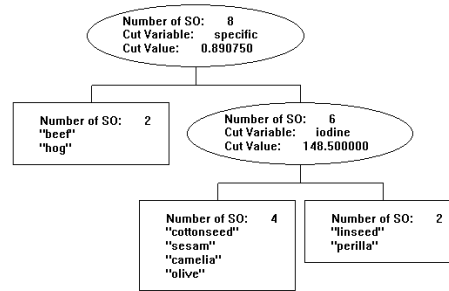 Number of SO: 8
Cut Variable: specific
Cut Value: 0.890750
Number of SO: 2
"beef"
"hog"
Number of SO: 6
Cut Variable: iodine
Cut Value: 148.500000
Number of SO: 4
"cottonseed"
"sesam"
"camelia"
"olive"
Number of SO: 2
"linseed"
"perilla"